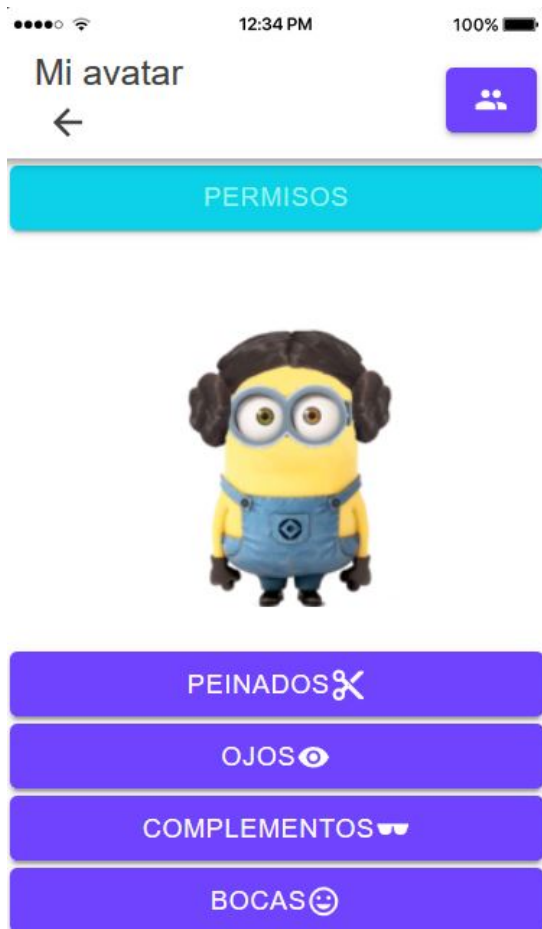 12:34 PM
100%
Mi avatar
PERMISOS
PEINADOS
OJOS
COMPLEMENTOS
BOCAS